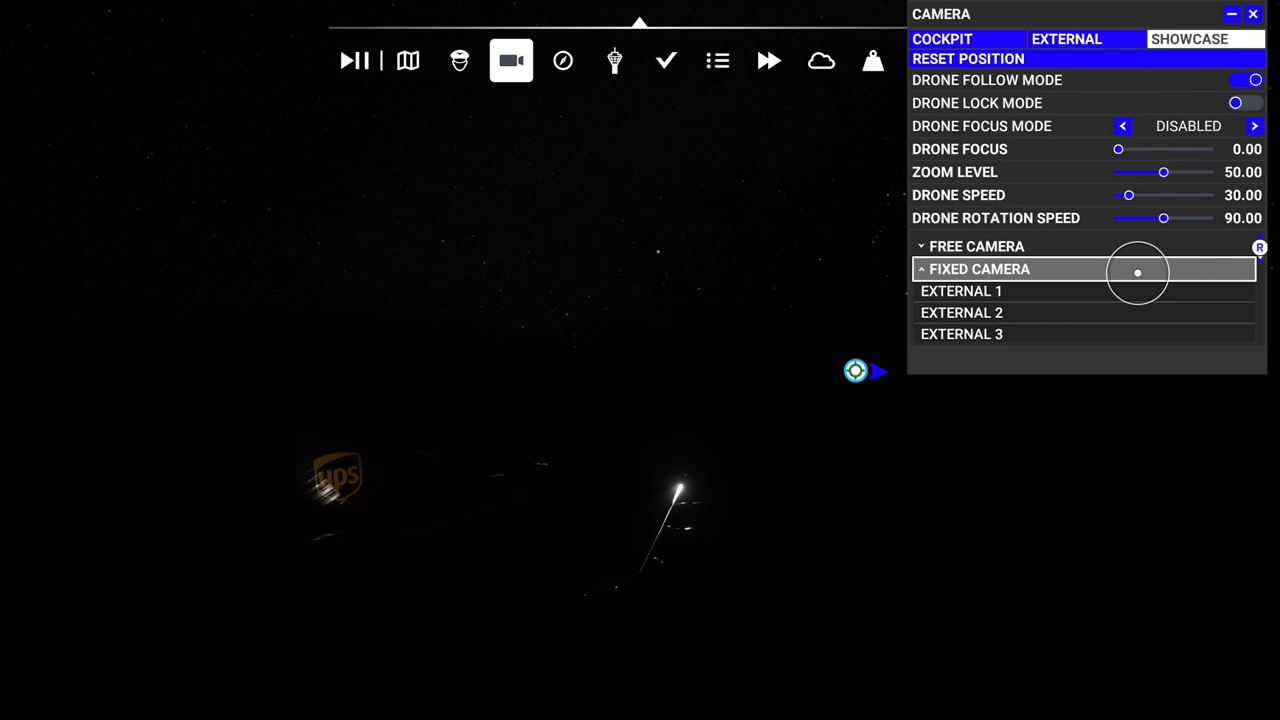 CAMERA
COCKPIT
EXTERNAL
SHOWCASE
RESET POSITION
DRONE FOLLOW MODE
DRONE LOCK MODE
DRONE FOCUS MODE
DISABLED
DRONE FOCUS
0.00
ZOOM LEVEL
50.00
DRONE SPEED
30.00
DRONE ROTATION SPEED
90.00
FREE CAMERA
R
FIXED CAMERA
EXTERNAL 1
EXTERNAL 2
EXTERNAL 3
ups